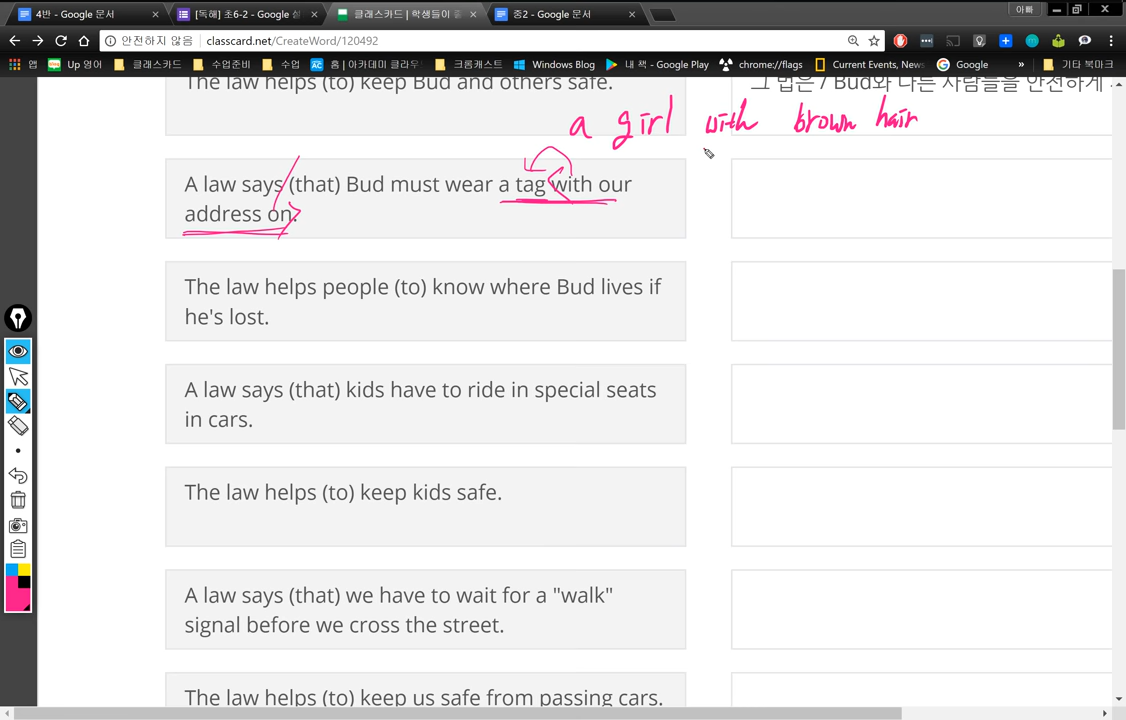 4반 - Google 문서
[독해] 초6-2 - Google 설
클래스카드 | 학생들이 좋
중2 - Google 문서
아빠
안전하지 않음
classcard.net/CreateWord/120492
앱
Up 영어
클래스카드
수업준비
수업
홈 | 아카데미 클라우
크롬캐스트
Windows Blog
내 책 - Google Play
chrome://flags
Current Events, News
Google
»
기타 북마크
The law helps (to) keep Bud and others safe.
그 법은 / Bud와 다른 사람들을 안전하게
a girl with brown hair
A law says (that) Bud must wear a tag with our
address on.
The law helps people (to) know where Bud lives if
he's lost.
A law says (that) kids have to ride in special seats
in cars.
The law helps (to) keep kids safe.
A law says (that) we have to wait for a "walk"
signal before we cross the street.
The law helps (to) keep us safe from passing cars.